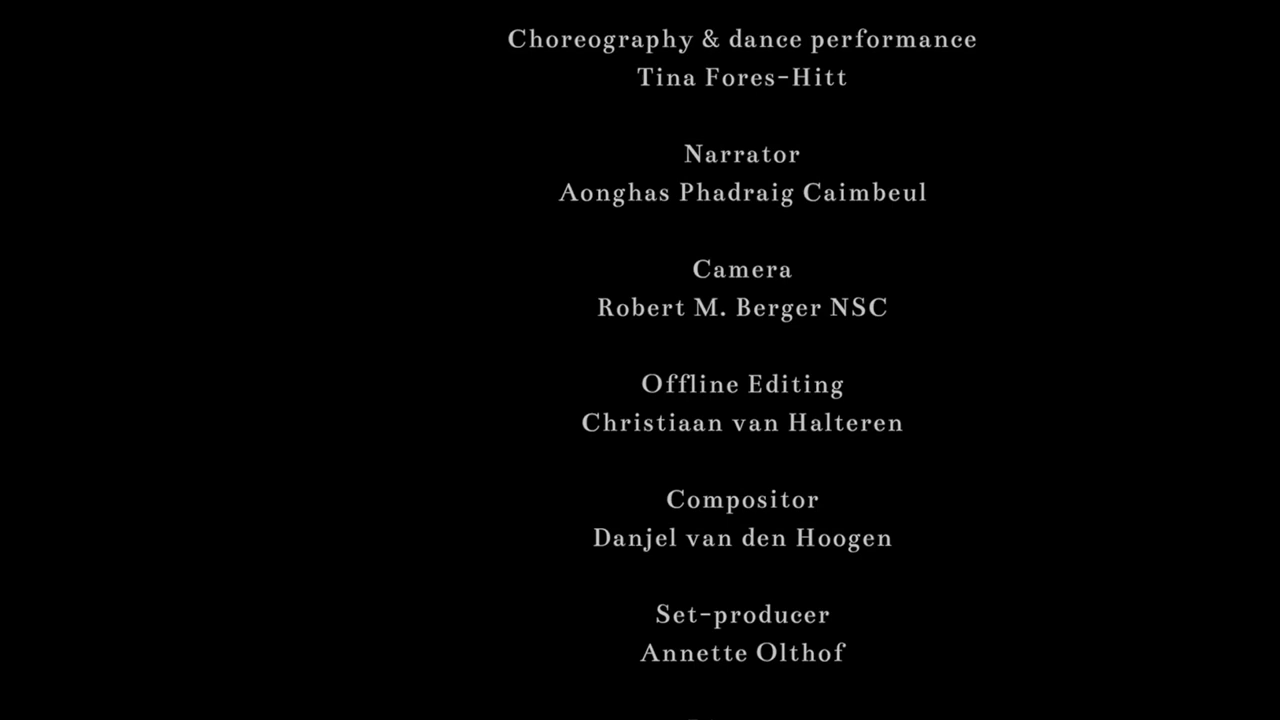 Choreography & dance performance
Tina Fores-Hitt
Narrator
Aonghas Phadraig Caimbeul
Camera
Robert M. Berger NSC
Offline Editing
Christiaan van Halteren
Compositor
Danjel van den Hoogen
Set-producer
Annette Olthof